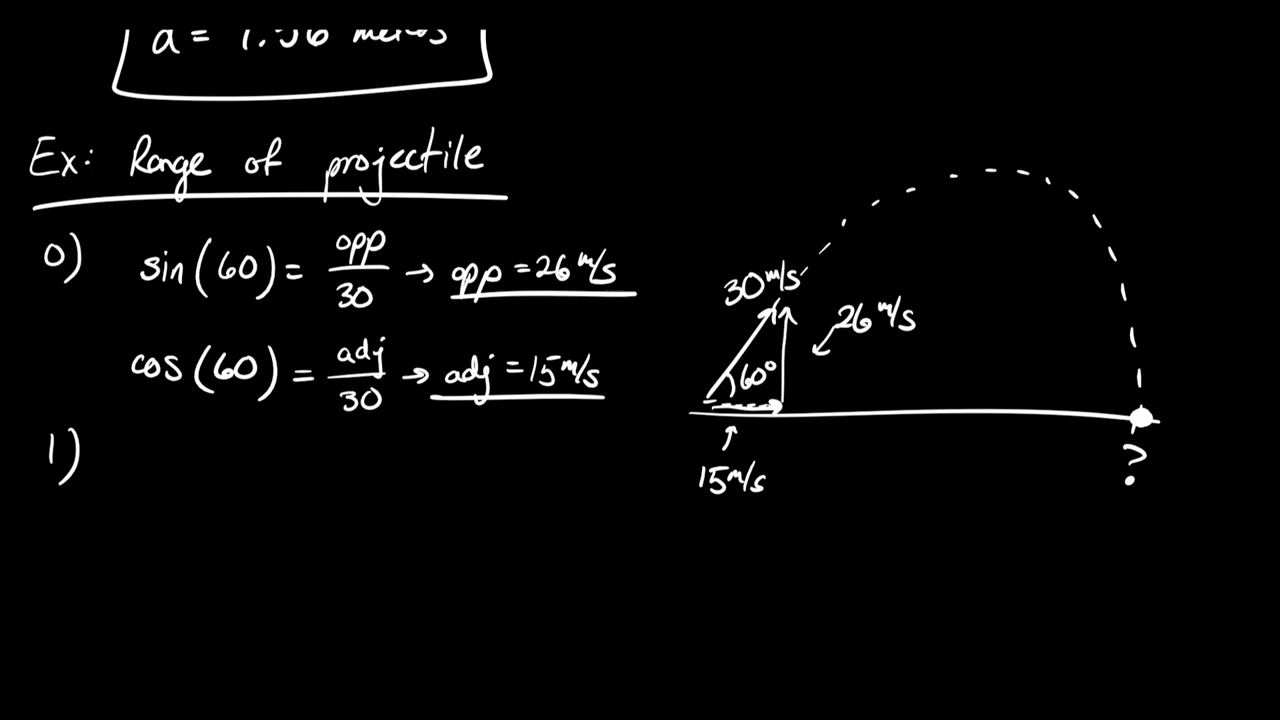 a =
Ex: Range of projectile
0) sin(60) = opp/30 → opp = 26 m/s
cos(60) = adj/30 → adj = 15 m/s
1)
30 m/s
26 m/s
60°
15 m/s
?